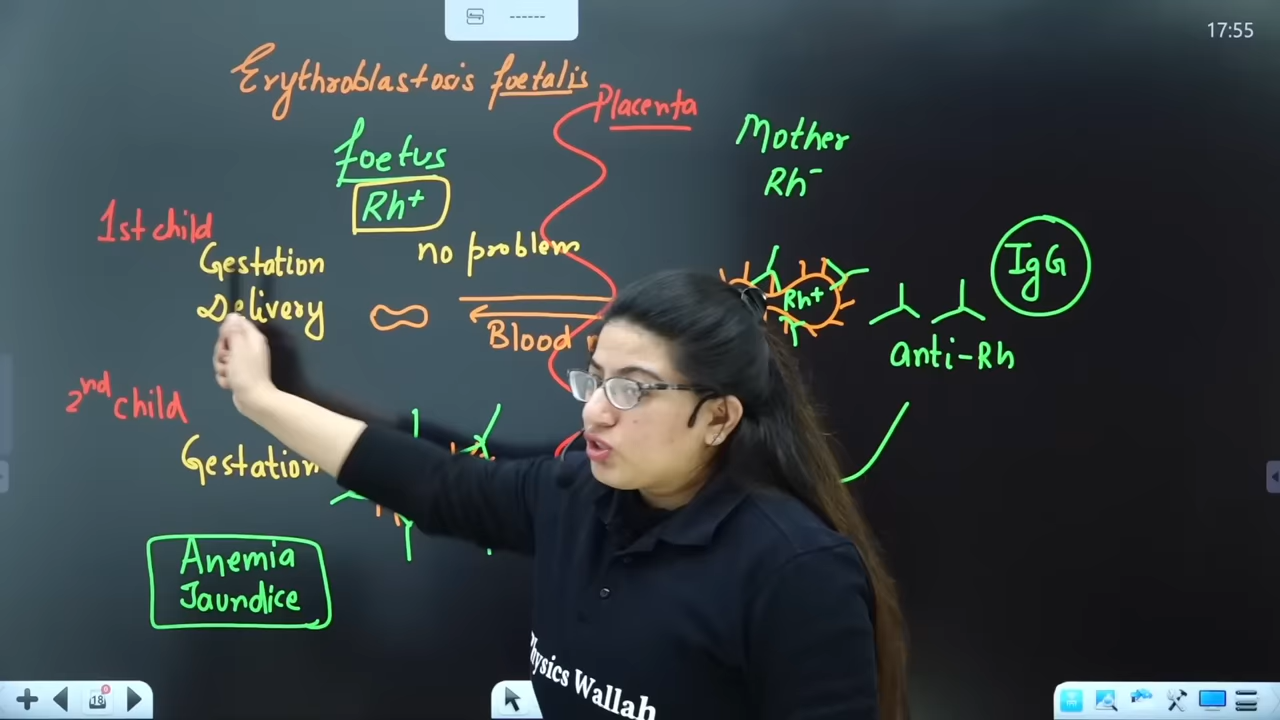 17:55
Erythroblastosis foetalis
Placenta
Mother
Rh⁻
foetus
Rh⁺
1st child
Gestation
no problem
Delivery
Blood
Rh⁺
IgG
anti-Rh
2nd child
Gestation
Anemia
Jaundice
Physics Wallah
18